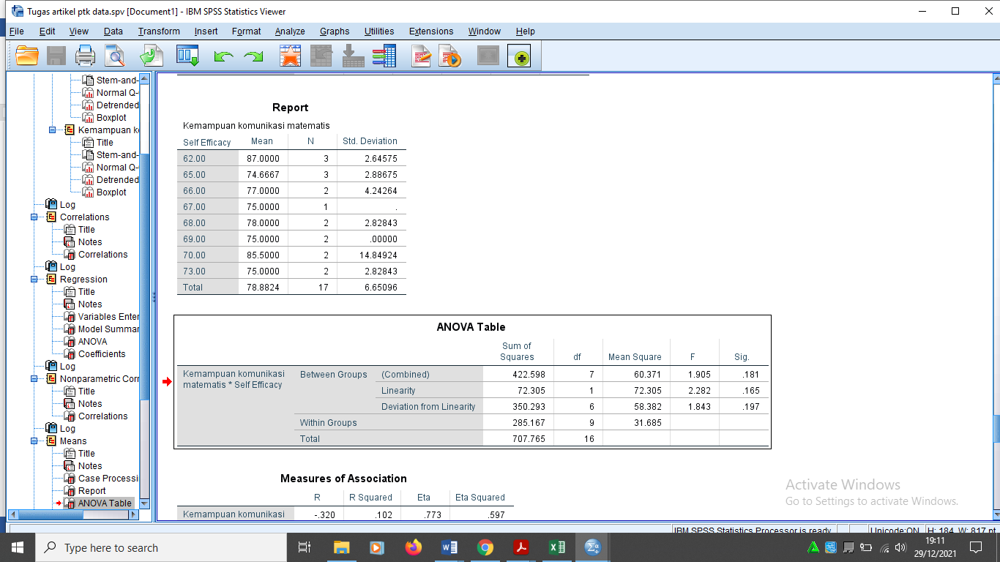 Tugas artikel ptk data.spv [Document1] - IBM SPSS Statistics Viewer
File Edit View Data Transform Insert Format Analyze Graphs Utilities Extensions Window Help
Stem-and-
Normal Q-
Detrended
Boxplot
Kemampuan k
Title
Stem-and-
Normal Q-
Detrended
Boxplot
Log
Correlations
Title
Notes
Correlations
Log
Regression
Title
Notes
Variables Enter
Model Summar
ANOVA
Coefficients
Log
Nonparametric Corr
Title
Notes
Correlations
Log
Means
Title
Notes
Case Processi
Report
ANOVA Table
Report
Kemampuan komunikasi matematis
Self Efficacy Mean N Std. Deviation
62.00 87.0000 3 2.64575
65.00 74.6667 3 2.88675
66.00 77.0000 2 4.24264
67.00 75.0000 1 .
68.00 78.0000 2 2.82843
69.00 75.0000 2 .00000
70.00 85.5000 2 14.84924
73.00 75.0000 2 2.82843
Total 78.8824 17 6.65096
ANOVA Table
Sum of
Squares df Mean Square F Sig.
Kemampuan komunikasi Between Groups (Combined) 422.598 7 60.371 1.905 .181
matematis * Self Efficacy
Linearity 72.305 1 72.305 2.282 .165
Deviation from Linearity 350.293 6 58.382 1.843 .197
Within Groups 285.167 9 31.685
Total 707.765 16
Measures of Association
R R Squared Eta Eta Squared
Kemampuan komunikasi -.320 .102 .773 .597
Activate Windows
Go to Settings to activate Windows.
IBM SPSS Statistics Processor is ready Unicode:ON H: 184, W: 817 pt
Type here to search
19:11
29/12/2021